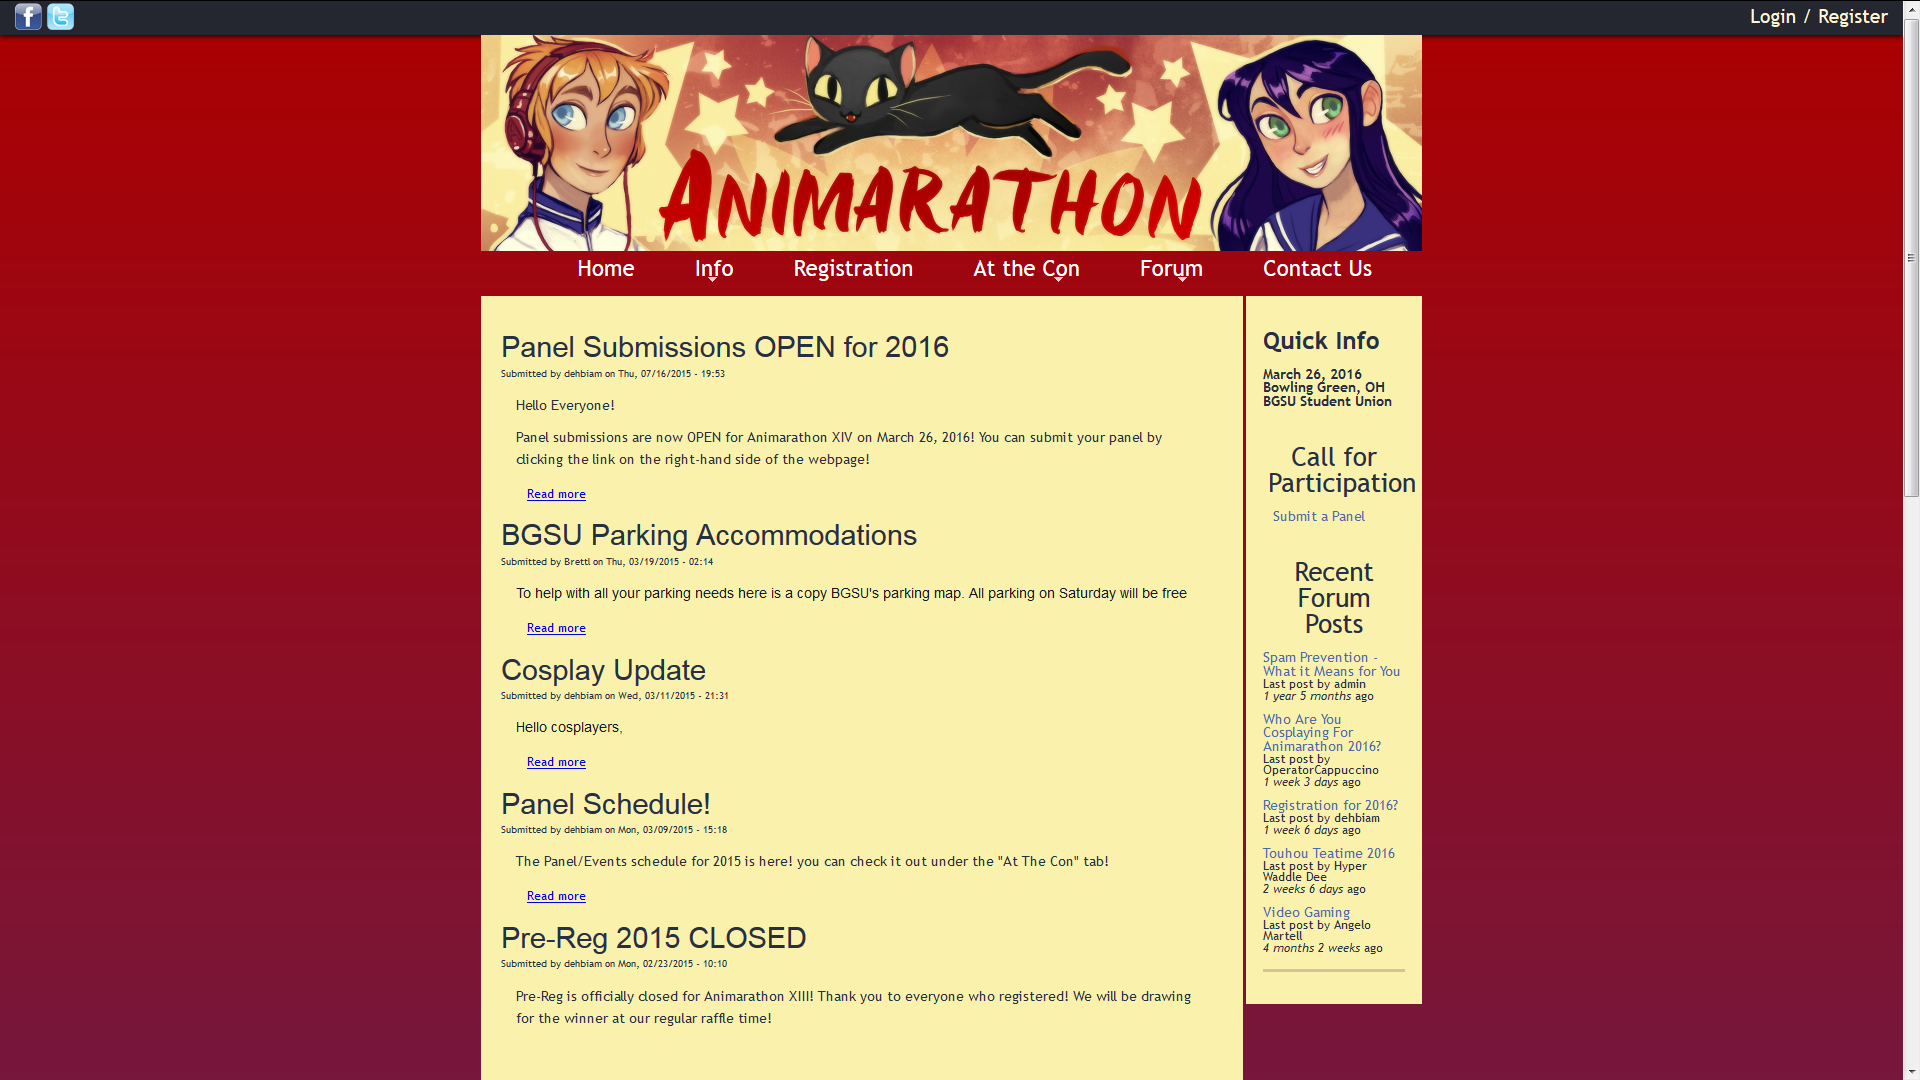 Login / Register
ANIMARATHON
Home
Info
Registration
At the Con
Forum
Contact Us
Panel Submissions OPEN for 2016
Submitted by dehbiam on Thu, 07/16/2015 - 19:53
Hello Everyone!
Panel submissions are now OPEN for Animarathon XIV on March 26, 2016! You can submit your panel by
clicking the link on the right-hand side of the webpage!
Read more
BGSU Parking Accommodations
Submitted by Brettl on Thu, 03/19/2015 - 02:14
To help with all your parking needs here is a copy BGSU's parking map. All parking on Saturday will be free
Read more
Cosplay Update
Submitted by dehbiam on Wed, 03/11/2015 - 21:31
Hello cosplayers,
Read more
Panel Schedule!
Submitted by dehbiam on Mon, 03/09/2015 - 15:18
The Panel/Events schedule for 2015 is here! you can check it out under the "At The Con" tab!
Read more
Pre-Reg 2015 CLOSED
Submitted by dehbiam on Mon, 02/23/2015 - 10:10
Pre-Reg is officially closed for Animarathon XIII! Thank you to everyone who registered! We will be drawing
for the winner at our regular raffle time!
Quick Info
March 26, 2016
Bowling Green, OH
BGSU Student Union
Call for
Participation
Submit a Panel
Recent
Forum
Posts
Spam Prevention -
What it Means for You
Last post by admin
1 year 5 months ago
Who Are You
Cosplaying For
Animarathon 2016?
Last post by
OperatorCappuccino
1 week 3 days ago
Registration for 2016?
Last post by dehbiam
1 week 6 days ago
Touhou Teatime 2016
Last post by Hyper
Waddle Dee
2 weeks 6 days ago
Video Gaming
Last post by Angelo
Martell
4 months 2 weeks ago